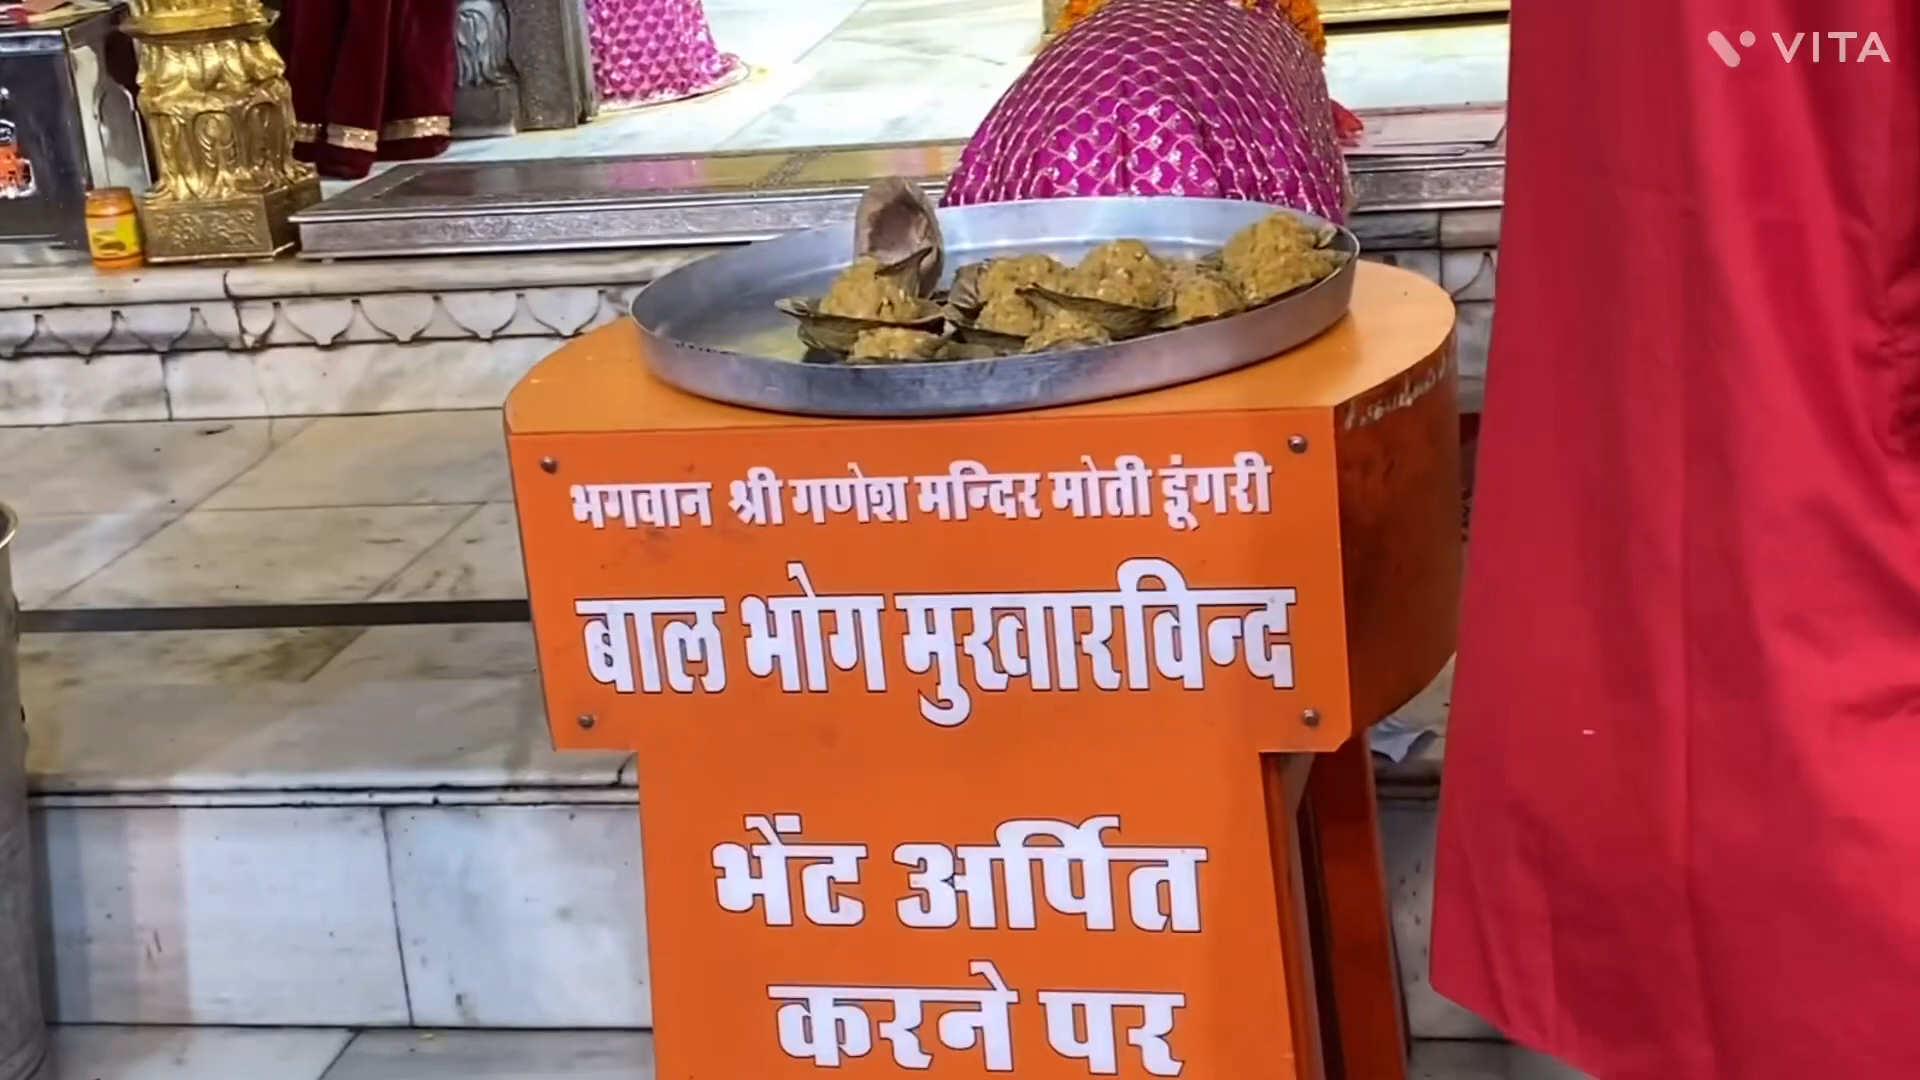 VITA
भगवान श्री गणेश मन्दिर मोती डूंगरी
बाल भोग मुखारविन्द
भेंट अर्पित
करने पर